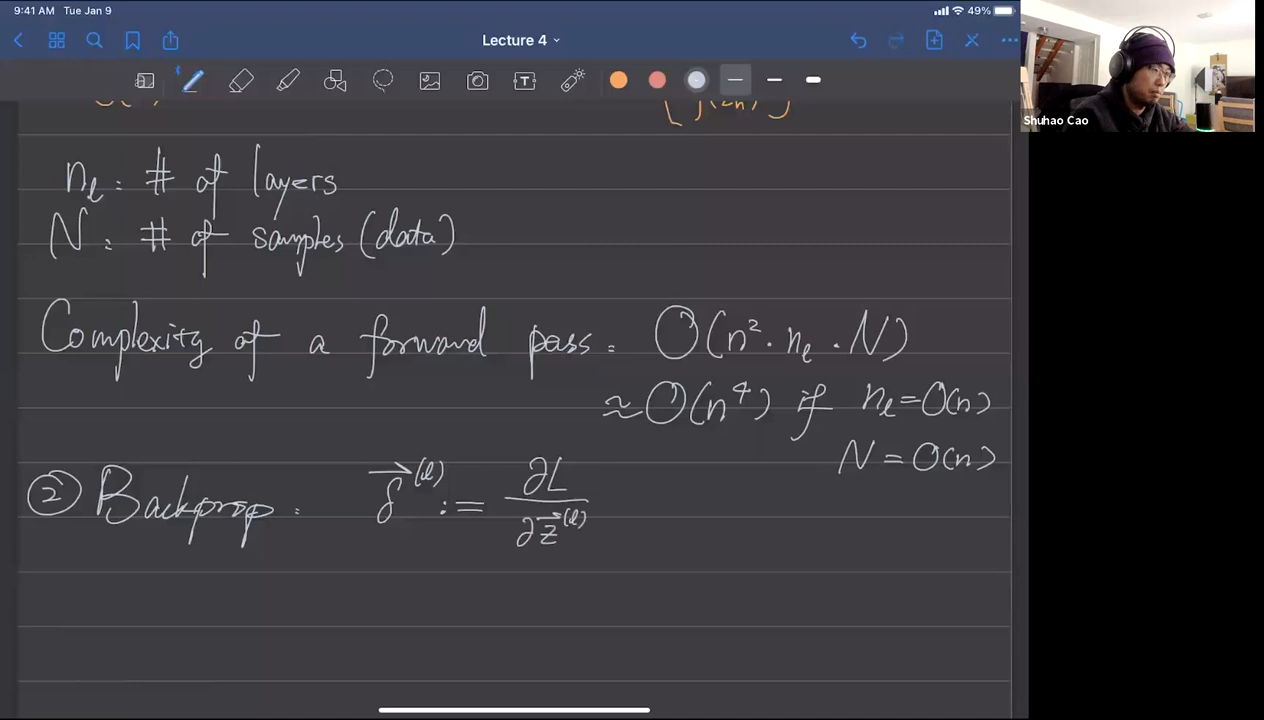 9:41 AM Tue Jan 9
49%
Lecture 4
Shuhao Cao
n_l : # of layers
N : # of samples (data)
Complexity of a forward pass : O(n² · n_l · N)
≈ O(n⁴) if n_l = O(n)
N = O(n)
② Backprop : δ⃗^(l) := ∂L / ∂z⃗^(l)